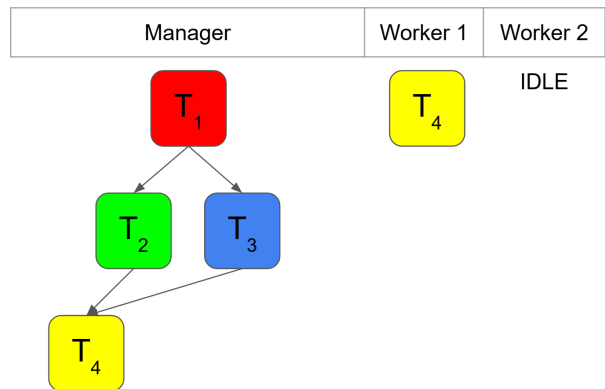 Manager Worker 1 Worker 2
IDLE
T1 T4
T2 T3
T4